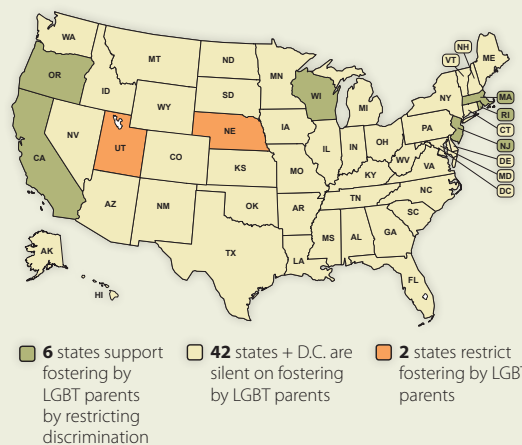 WA
MT
ND
MN
OR
ID
SD
WI
WY
MI
NV
UT
NE
IA
CA
CO
KS
IL
IN
OH
MO
KY
WV
VA
PA
NY
ME
NH
VT
MA
RI
CT
NJ
DE
MD
DC
AZ
NM
OK
AR
TN
NC
SC
TX
LA
MS
AL
GA
FL
AK
HI
6 states support
fostering by
LGBT parents
by restricting
discrimination
42 states + D.C. are
silent on fostering
by LGBT parents
2 states restrict
fostering by LGBT
parents